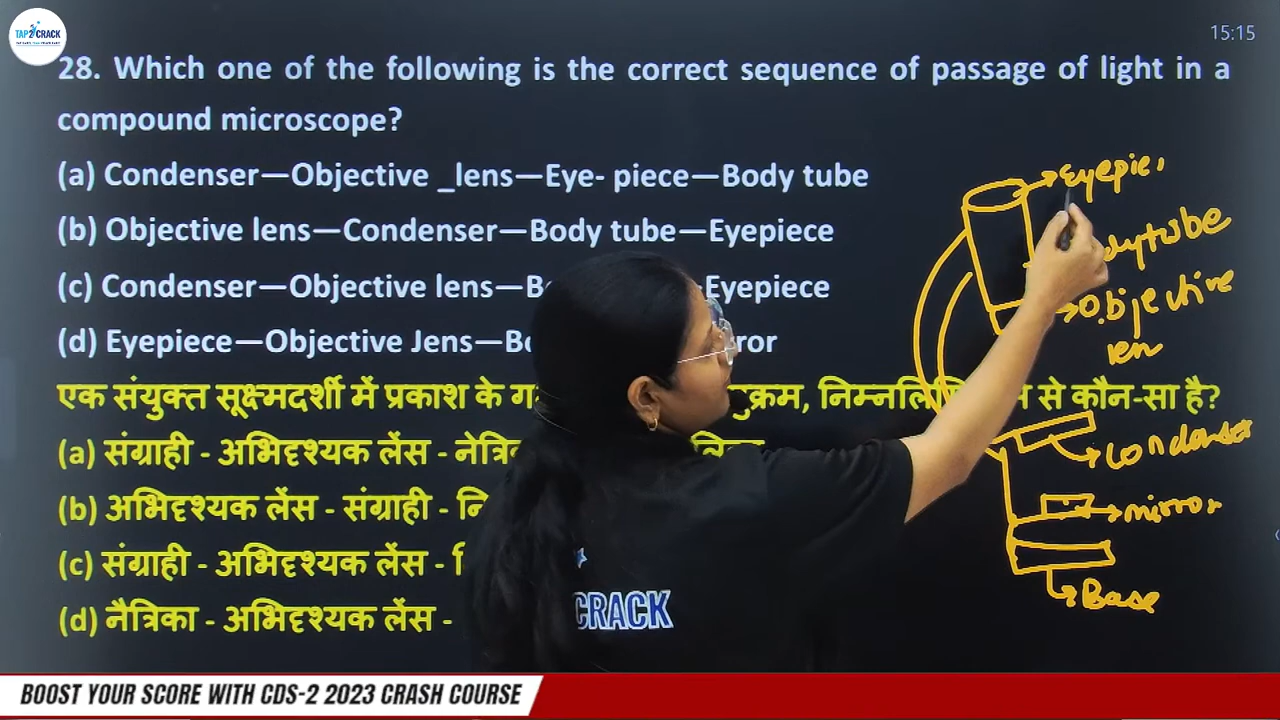 TAP2CRACK
15:15
28. Which one of the following is the correct sequence of passage of light in a
compound microscope?
(a) Condenser—Objective _lens—Eye- piece—Body tube
(b) Objective lens—Condenser—Body tube—Eyepiece
(c) Condenser—Objective lens— Eyepiece
(d) Eyepiece—Objective Jens—
एक संयुक्त सूक्ष्मदर्शी में प्रकाश के निम्नलिखित से कौन-सा है?
(a) संग्राही - अभिदृश्यक लेंस -
(b) अभिदृश्यक लेंस - संग्राही -
(c) संग्राही - अभिदृश्यक लेंस -
(d) नैत्रिका - अभिदृश्यक लेंस -
Objective
len
Condenser
mirror
Base
CRACK
BOOST YOUR SCORE WITH CDS-2 2023 CRASH COURSE